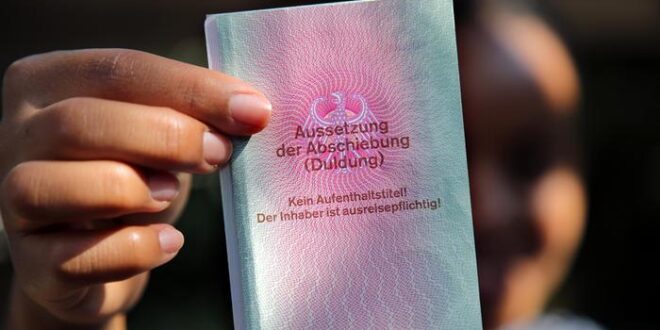 Aussetzung
der Abschiebung
(Duldung)
Kein Aufenthaltstitel!
Der Inhaber ist ausreisepflichtig!